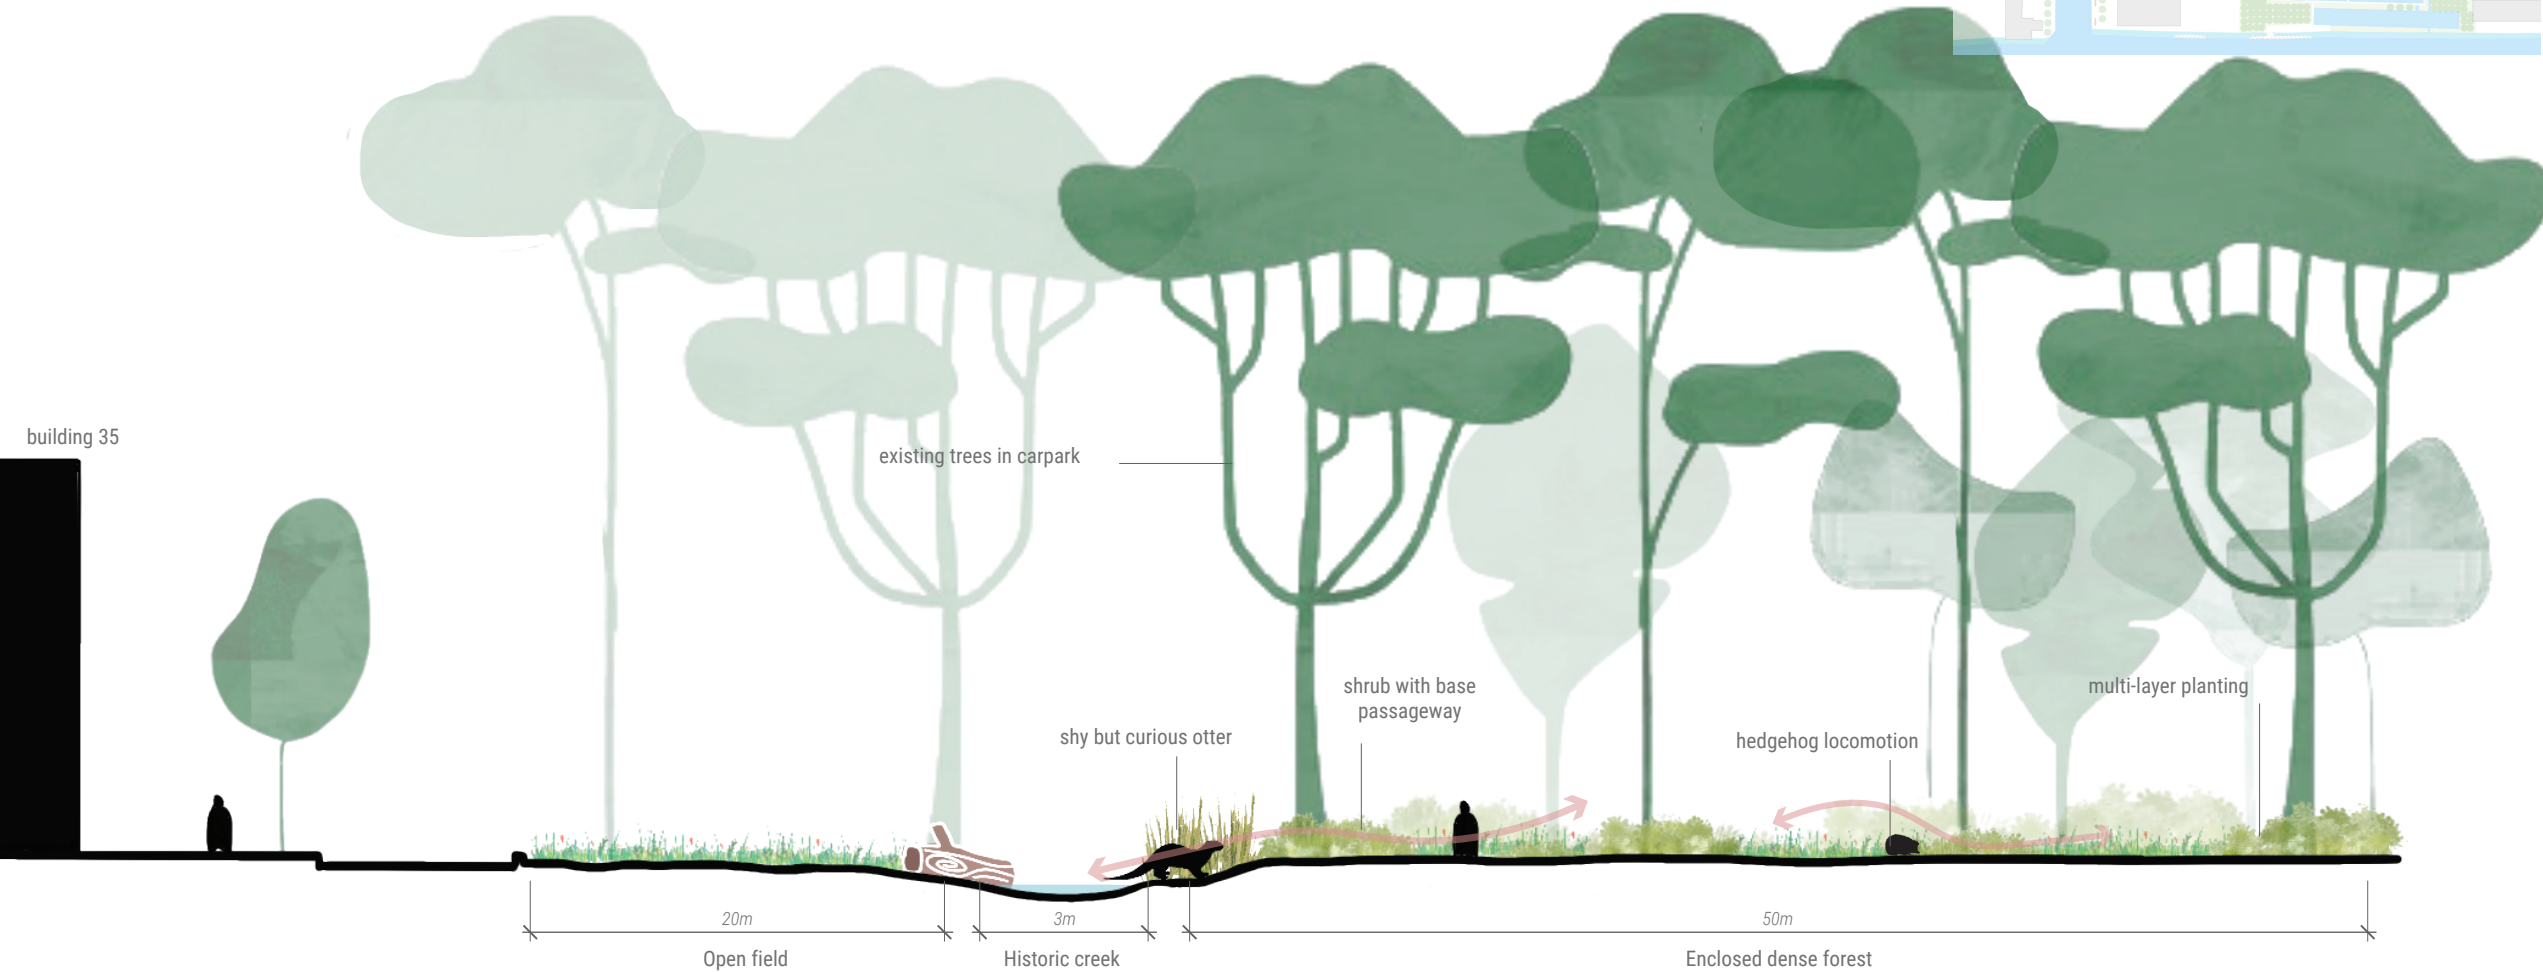 building 35
existing trees in carpark
shrub with base
passageway
multi-layer planting
shy but curious otter
hedgehog locomotion
20m
3m
50m
Open field
Historic creek
Enclosed dense forest